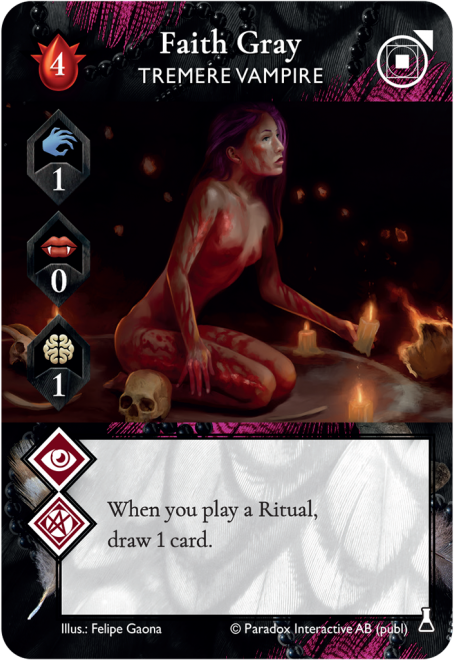 Faith Gray
4
TREMERE VAMPIRE
1
0
1
When you play a Ritual,
draw 1 card.
Illus.: Felipe Gaona © Paradox Interactive AB (publ)